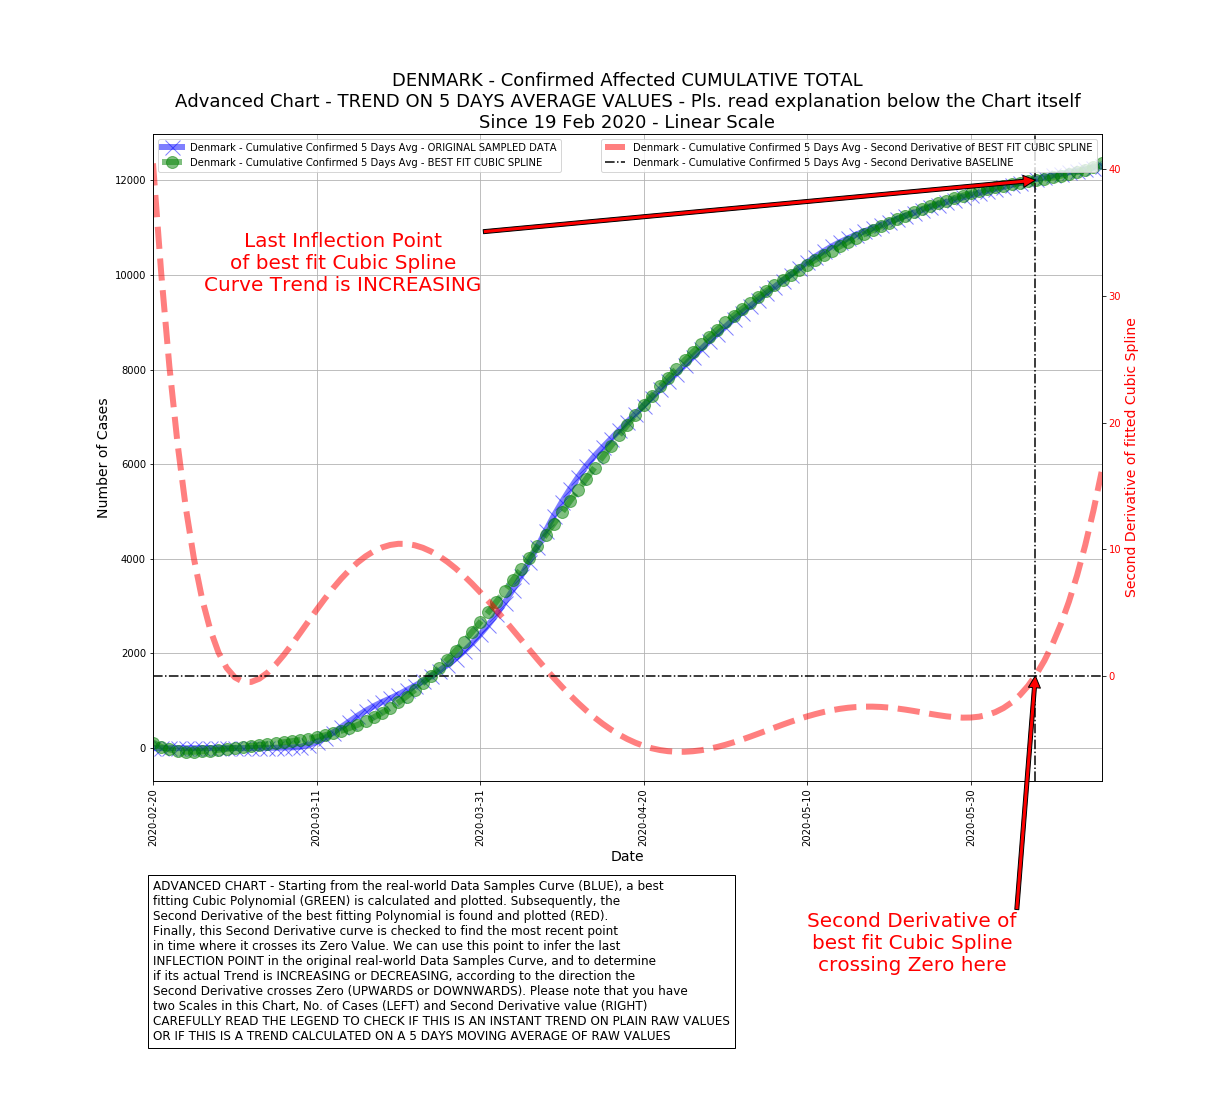 DENMARK - Confirmed Affected CUMULATIVE TOTAL
Advanced Chart - TREND ON 5 DAYS AVERAGE VALUES - Pls. read explanation below the Chart itself
Since 19 Feb 2020 - Linear Scale
Denmark - Cumulative Confirmed 5 Days Avg - ORIGINAL SAMPLED DATA
Denmark - Cumulative Confirmed 5 Days Avg - BEST FIT CUBIC SPLINE
Denmark - Cumulative Confirmed 5 Days Avg - Second Derivative of BEST FIT CUBIC SPLINE
Denmark - Cumulative Confirmed 5 Days Avg - Second Derivative BASELINE
Last Inflection Point
of best fit Cubic Spline
Curve Trend is INCREASING
Number of Cases
12000
10000
8000
6000
4000
2000
0
40
30
20
10
0
Second Derivative of fitted Cubic Spline
2020-02-20
2020-03-11
2020-03-31
2020-04-20
2020-05-10
2020-05-30
Date
ADVANCED CHART - Starting from the real-world Data Samples Curve (BLUE), a best
fitting Cubic Polynomial (GREEN) is calculated and plotted. Subsequently, the
Second Derivative of the best fitting Polynomial is found and plotted (RED).
Finally, this Second Derivative curve is checked to find the most recent point
in time where it crosses its Zero Value. We can use this point to infer the last
INFLECTION POINT in the original real-world Data Samples Curve, and to determine
if its actual Trend is INCREASING or DECREASING, according to the direction the
Second Derivative crosses Zero (UPWARDS or DOWNWARDS). Please note that you have
two Scales in this Chart, No. of Cases (LEFT) and Second Derivative value (RIGHT)
CAREFULLY READ THE LEGEND TO CHECK IF THIS IS AN INSTANT TREND ON PLAIN RAW VALUES
OR IF THIS IS A TREND CALCULATED ON A 5 DAYS MOVING AVERAGE OF RAW VALUES
Second Derivative of
best fit Cubic Spline
crossing Zero here